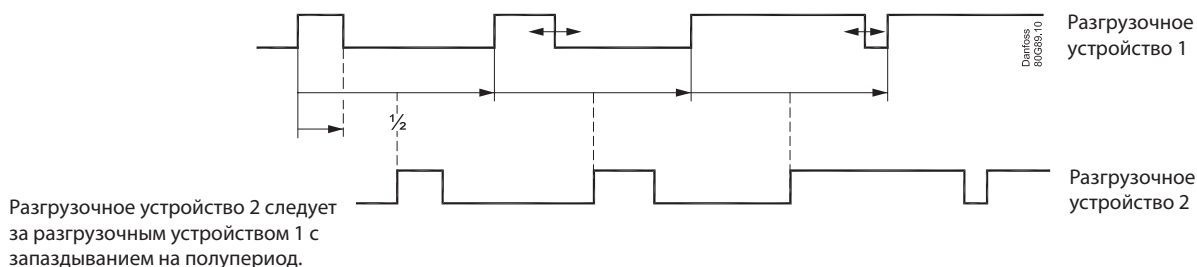 Разгрузочное
устройство 1
Danfoss
80G89.10
½
Разгрузочное
устройство 2
Разгрузочное устройство 2 следует
за разгрузочным устройством 1 с
запаздыванием на полупериод.